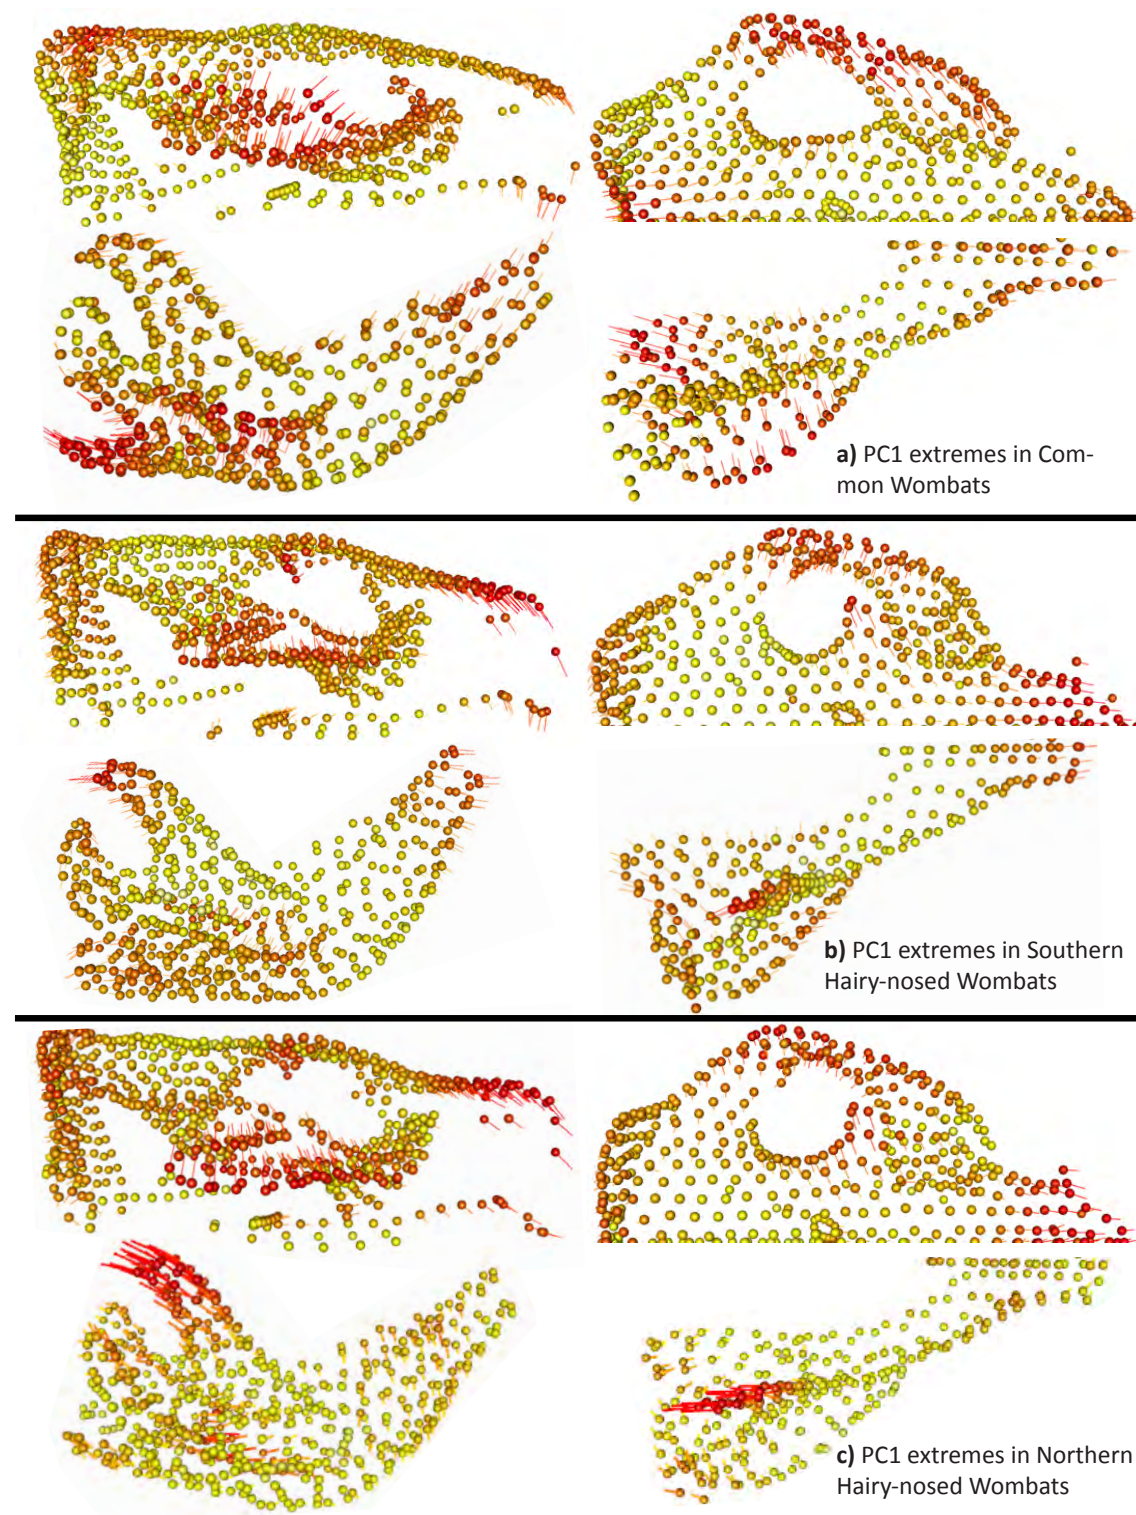 a) PC1 extremes in Com-
mon Wombats
b) PC1 extremes in Southern
Hairy-nosed Wombats
c) PC1 extremes in Northern
Hairy-nosed Wombats